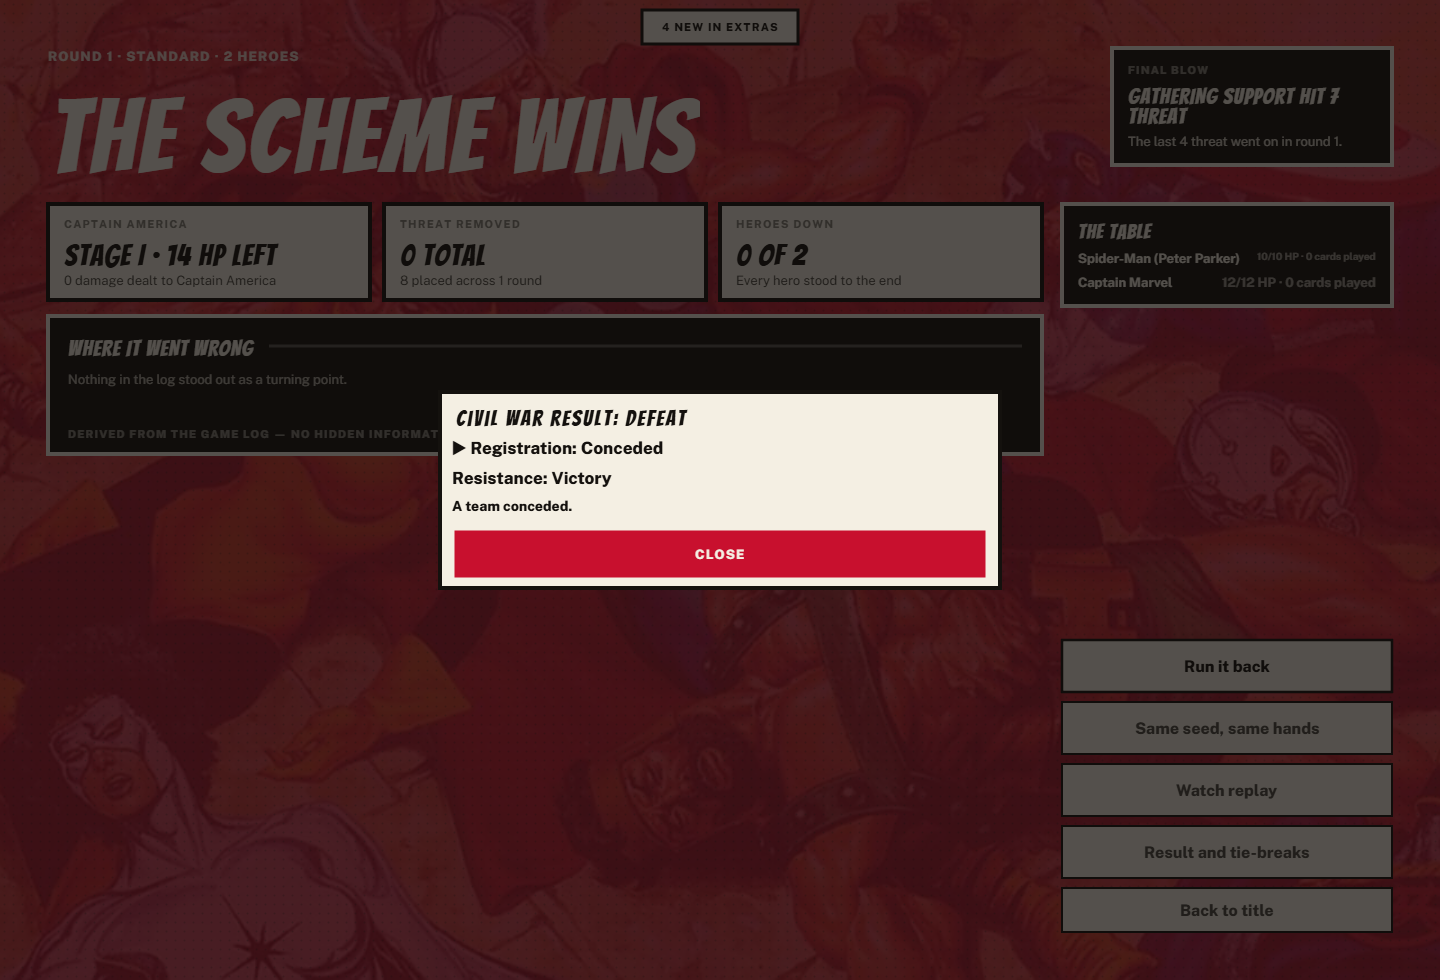 4 NEW IN EXTRAS
ROUND 1 · STANDARD · 2 HEROES
THE SCHEME WINS
FINAL BLOW
GATHERING SUPPORT HIT 7
THREAT
The last 4 threat went on in round 1.
CAPTAIN AMERICA
STAGE I · 14 HP LEFT
0 damage dealt to Captain America
THREAT REMOVED
0 TOTAL
8 placed across 1 round
HEROES DOWN
0 OF 2
Every hero stood to the end
THE TABLE
Spider-Man (Peter Parker) 10/10 HP · 0 cards played
Captain Marvel 12/12 HP · 0 cards played
WHERE IT WENT WRONG
Nothing in the log stood out as a turning point.
DERIVED FROM THE GAME LOG — NO HIDDEN INFORMAT
CIVIL WAR RESULT: DEFEAT
▶ Registration: Conceded
Resistance: Victory
A team conceded.
CLOSE
Run it back
Same seed, same hands
Watch replay
Result and tie-breaks
Back to title